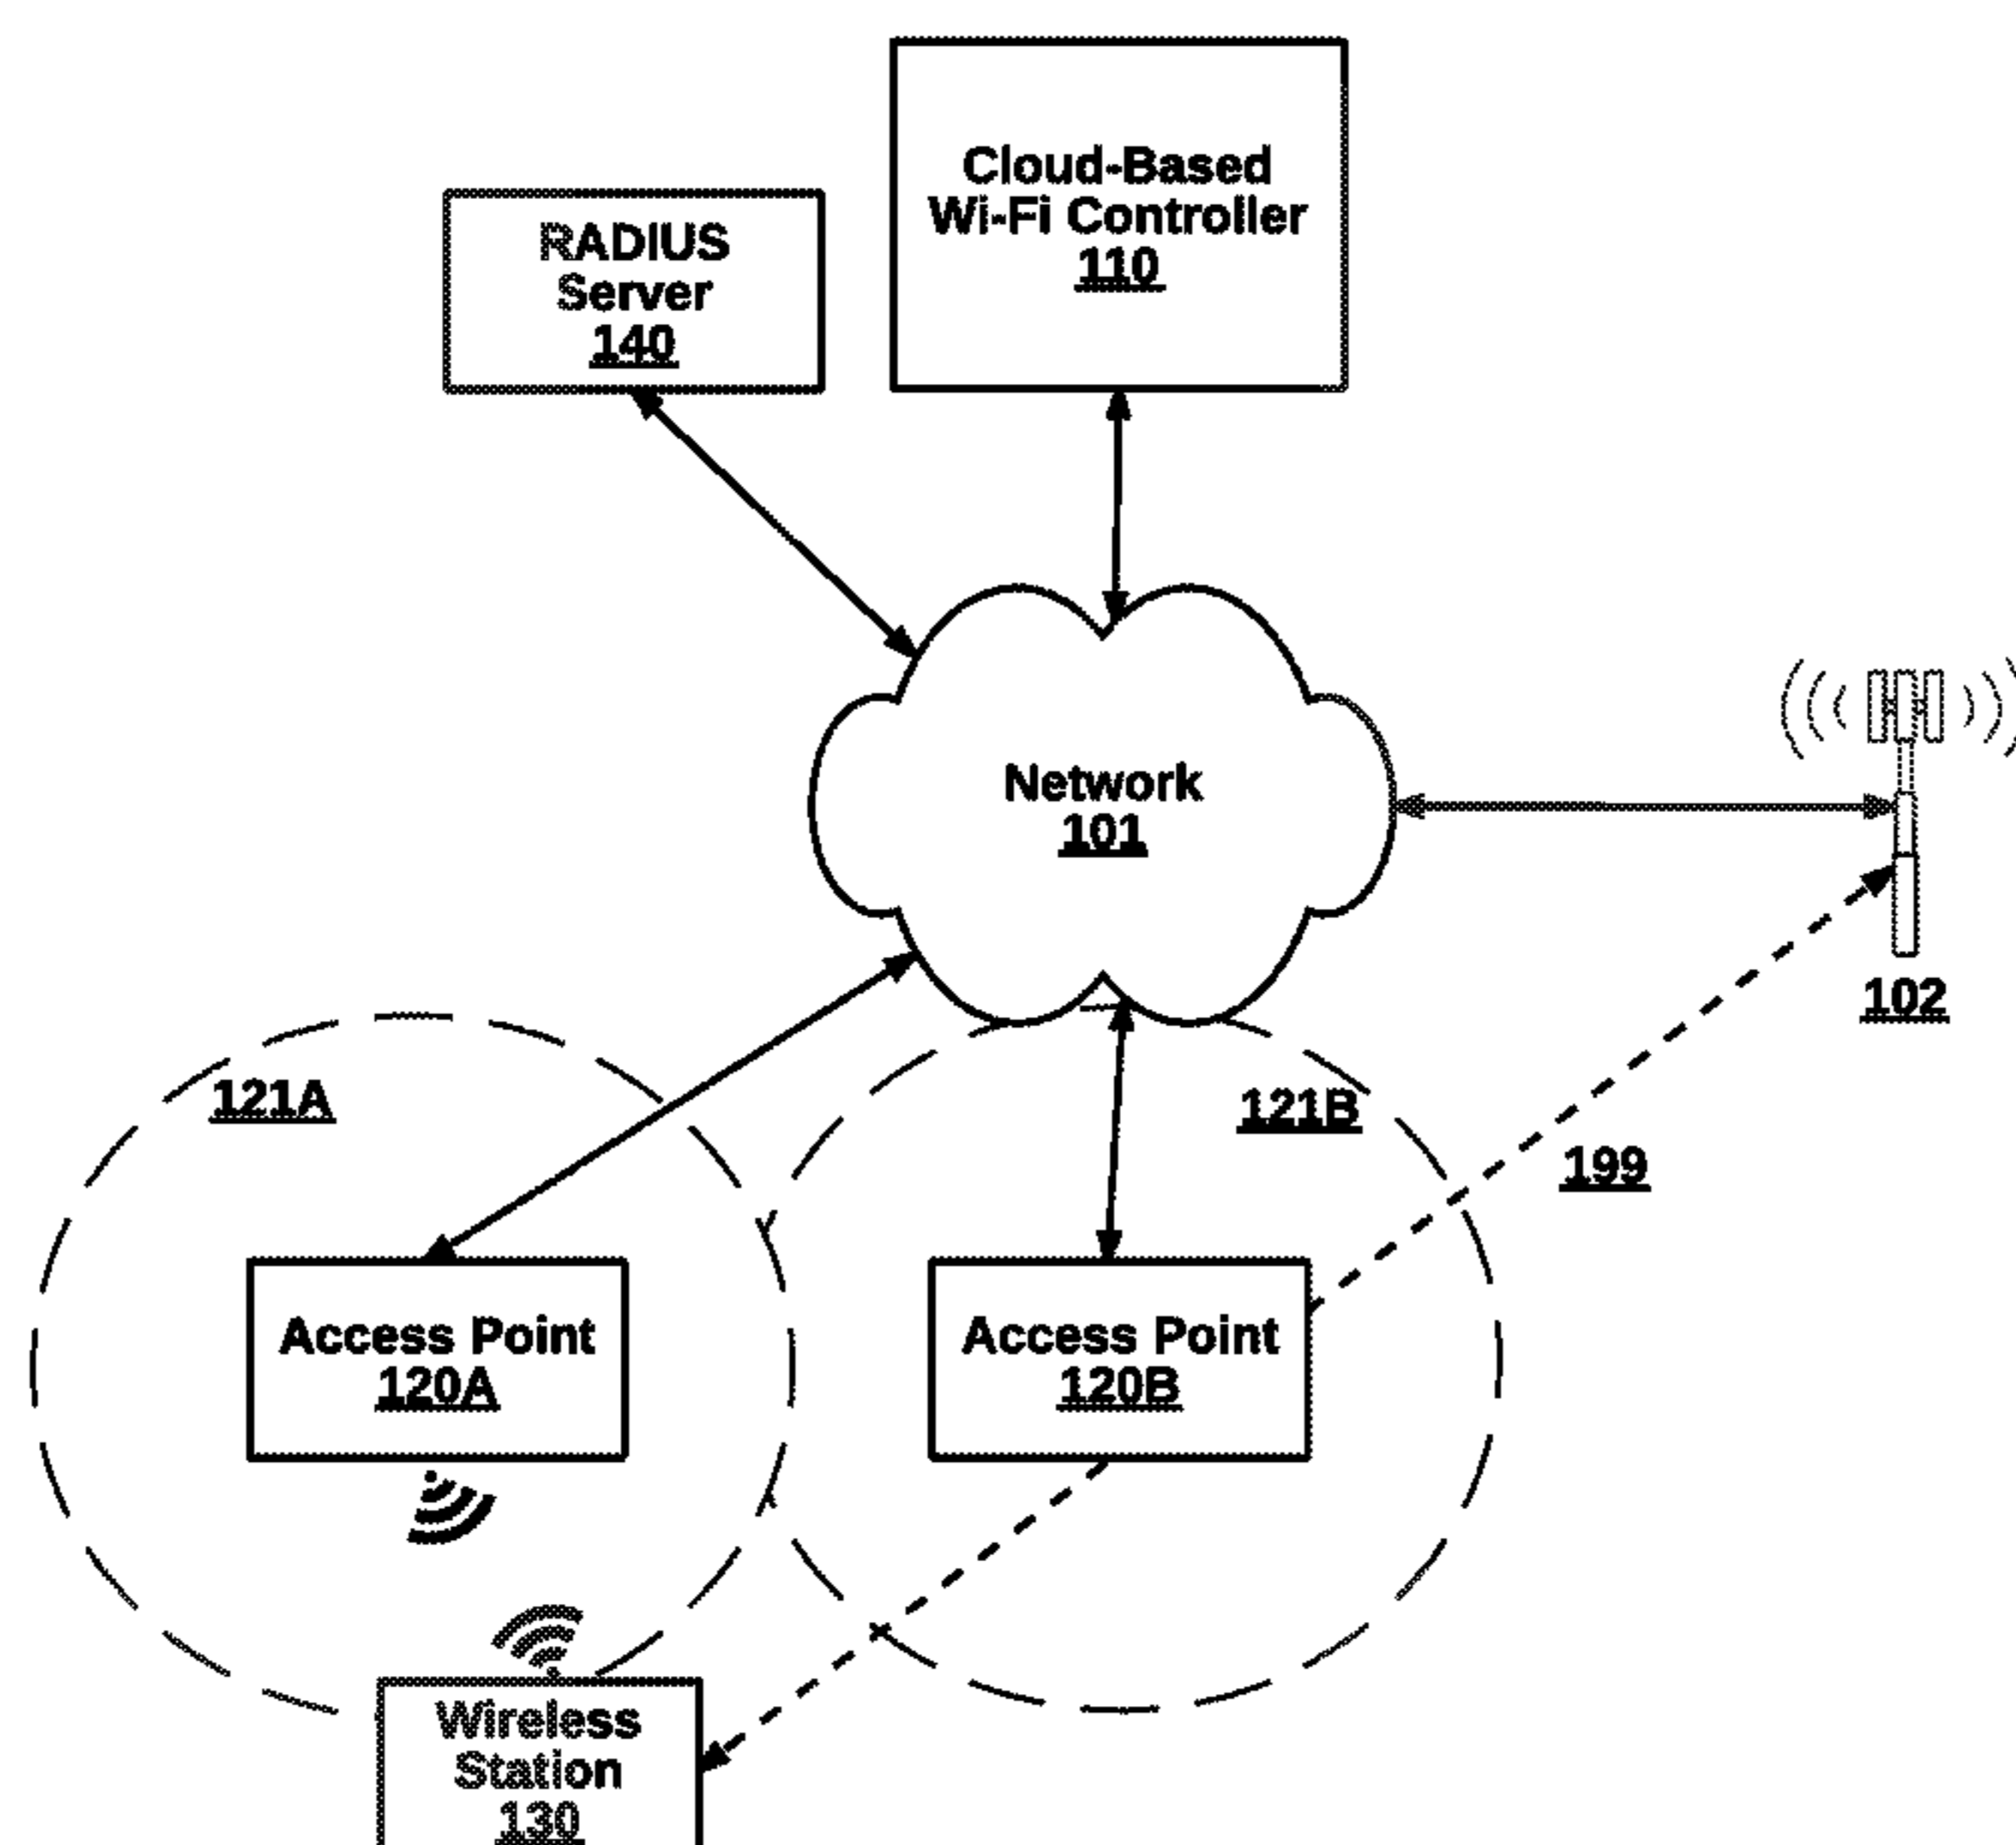 Cloud-Based
Wi-Fi Controller
110
RADIUS
Server
140
Network
101
102
121A
121B
199
Access Point
120A
Access Point
120B
Wireless
Station
130